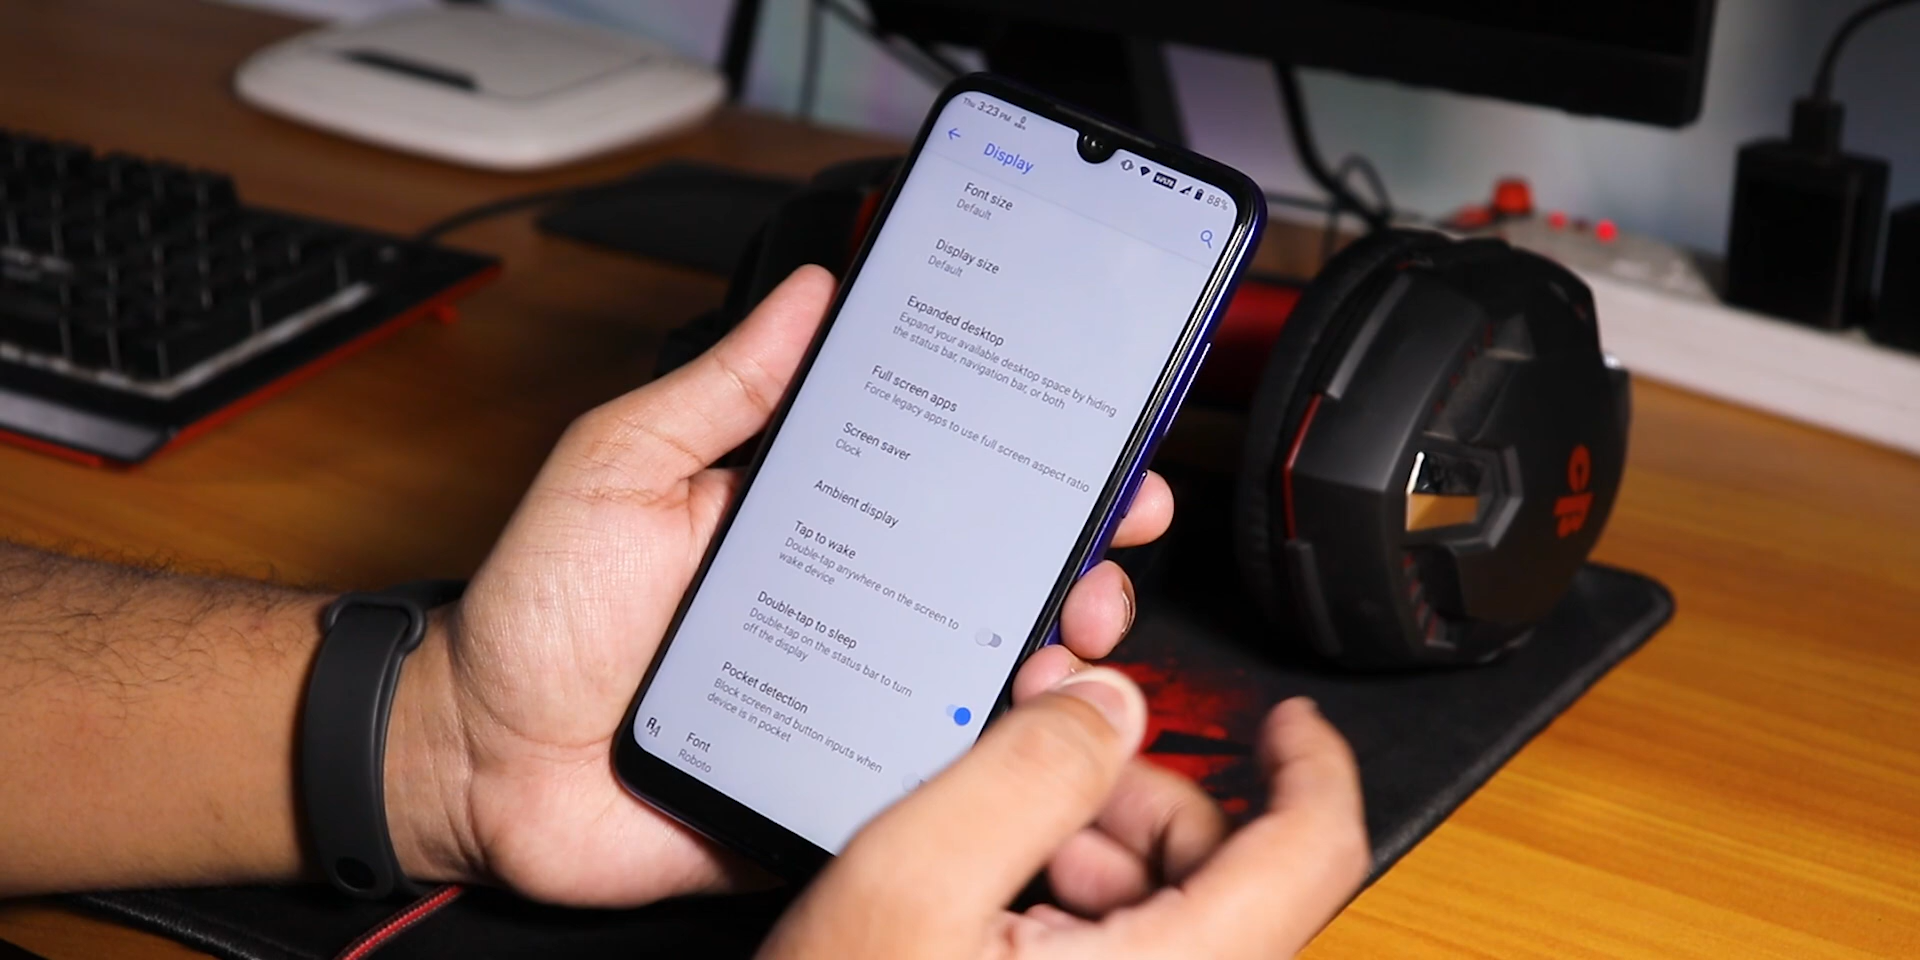 Thu 3:23 PM
88%
Display
Font size
Default
Display size
Default
Expanded desktop
Expand your available desktop space by hiding
the status bar, navigation bar, or both
Full screen apps
Force legacy apps to use full screen aspect ratio
Screen saver
Clock
Ambient display
Tap to wake
Double-tap anywhere on the screen to
wake device
Double-tap to sleep
Double-tap on the status bar to turn
off the display
Pocket detection
Block screen and button inputs when
device is in pocket
Font
Roboto